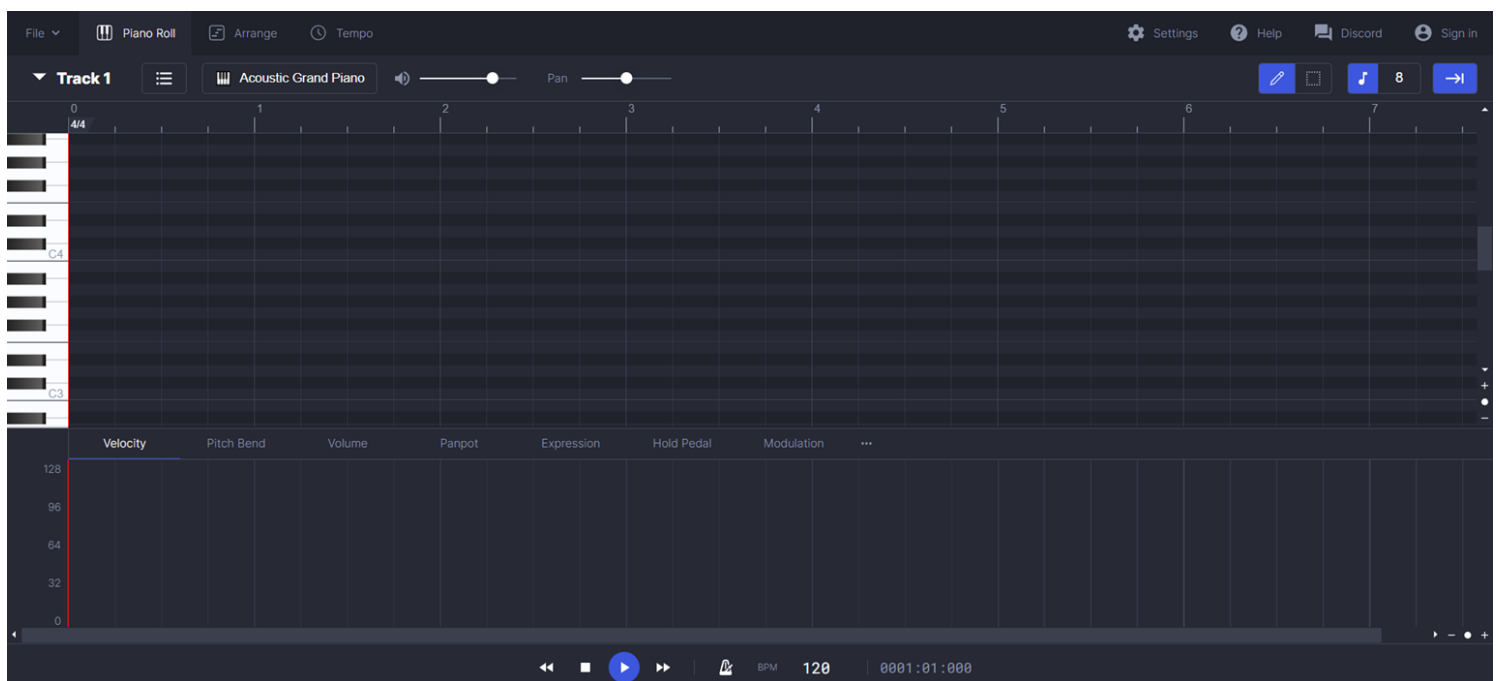 File Piano Roll Arrange Tempo Settings Help Discord Sign in
Track 1 Acoustic Grand Piano Pan 8
0 1 2 3 4 5 6 7
4/4
C4
C3
Velocity Pitch Bend Volume Panpot Expression Hold Pedal Modulation ...
128
96
64
32
0
BPM 120 0001:01:000